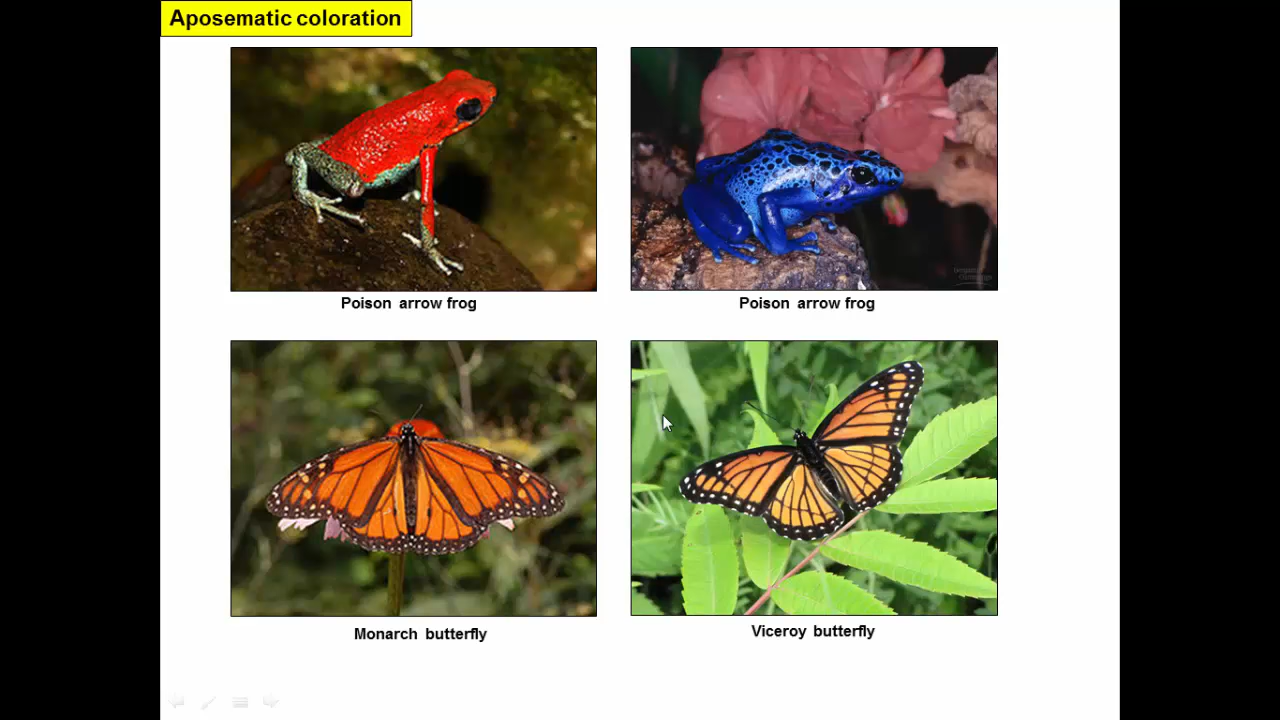 Aposematic coloration
Poison arrow frog
Poison arrow frog
Monarch butterfly
Viceroy butterfly